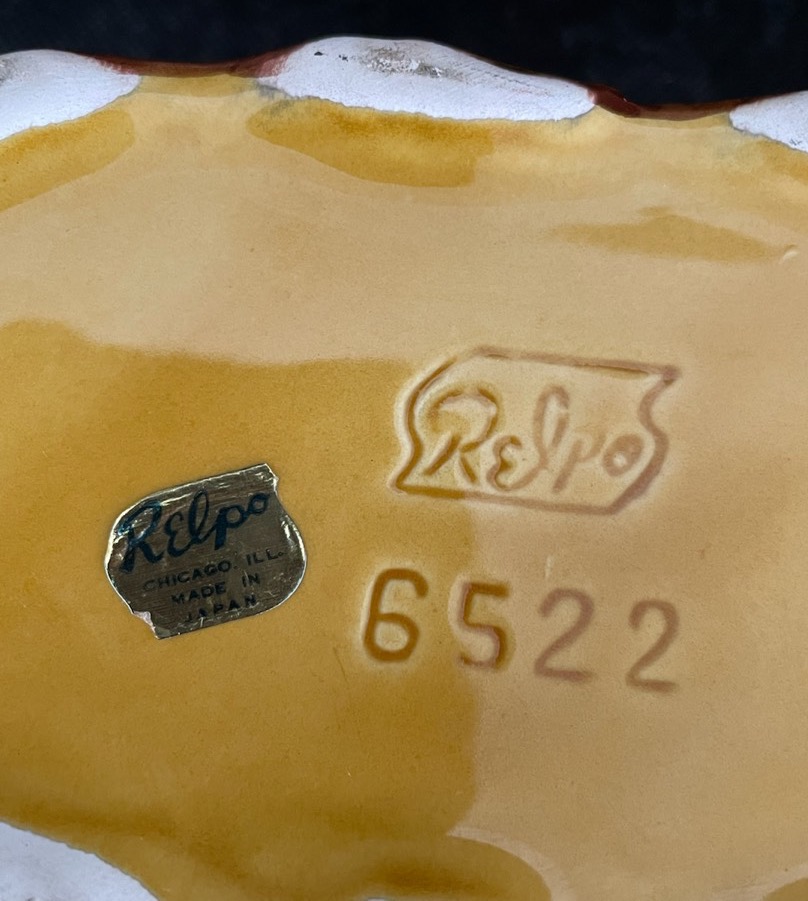 Relpo
6522
RElpo
CHICAGO. ILL.
MADE IN
JAPAN